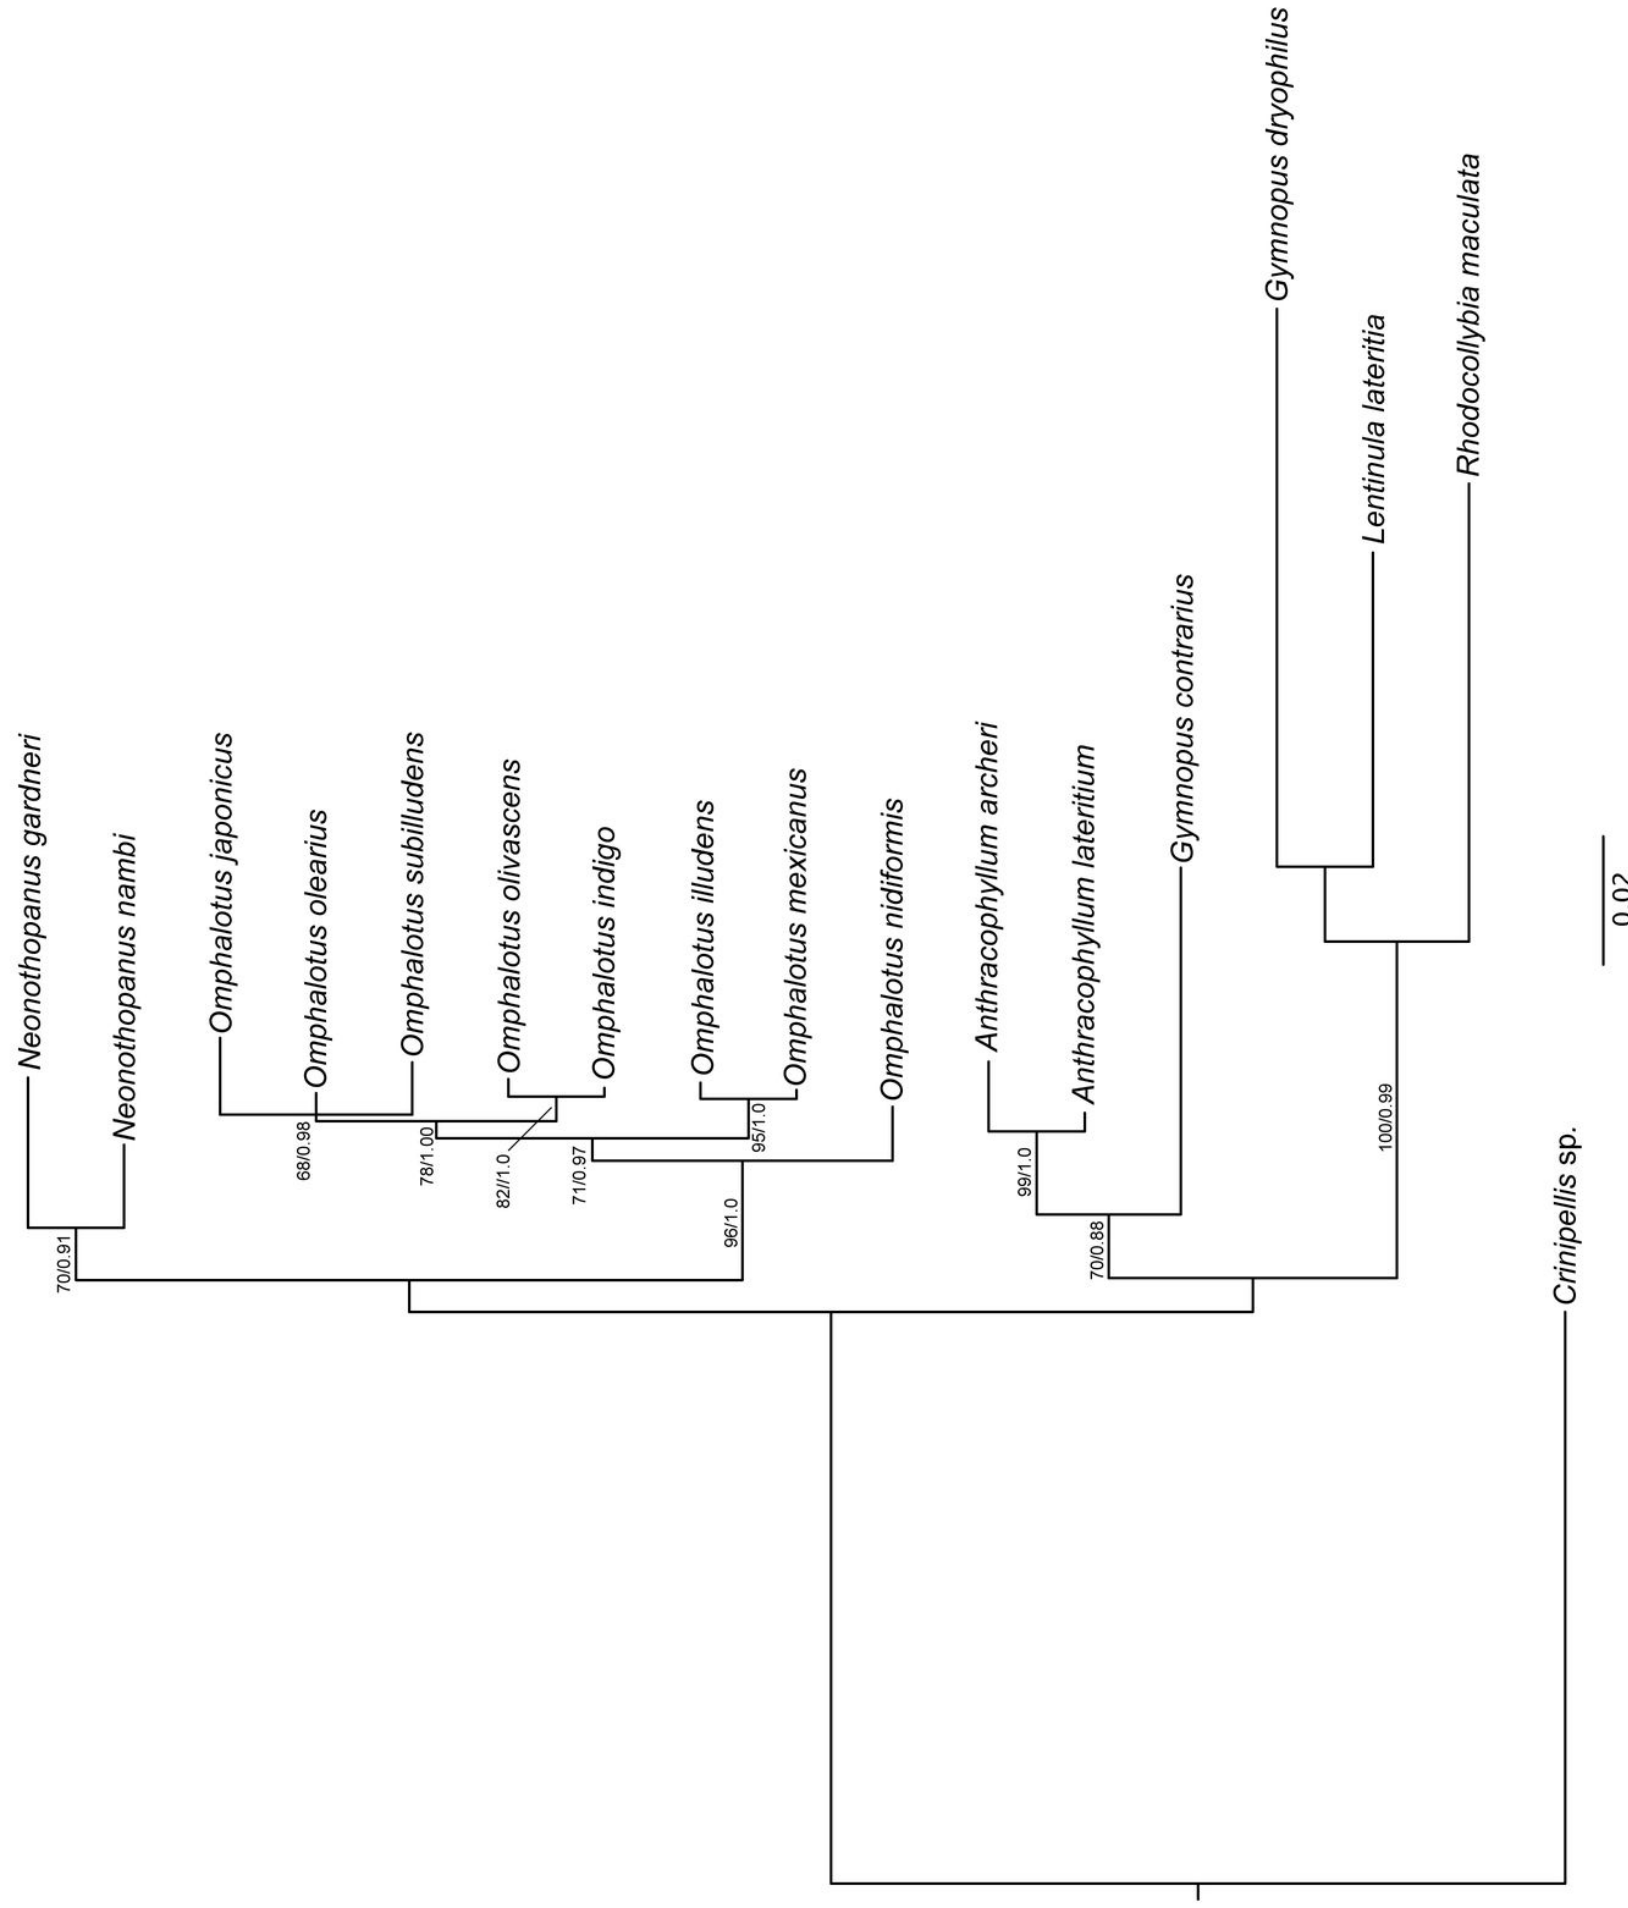 Neonothopanus gardneri
Neonothopanus nambi
70/0.91
Omphalotus japonicus
Omphalotus olearius
Omphalotus subilludens
68/0.98
78/1.00
Omphalotus olivascens
Omphalotus indigo
82//1.0
71/0.97
Omphalotus illudens
Omphalotus mexicanus
95/1.0
Omphalotus nidiformis
96/1.0
Anthracophyllum archeri
Anthracophyllum lateritium
99/1.0
Gymnopus contrarius
70/0.88
Gymnopus dryophilus
Lentinula lateritia
Rhodocollybia maculata
100/0.99
Crinipellis sp.
0.02